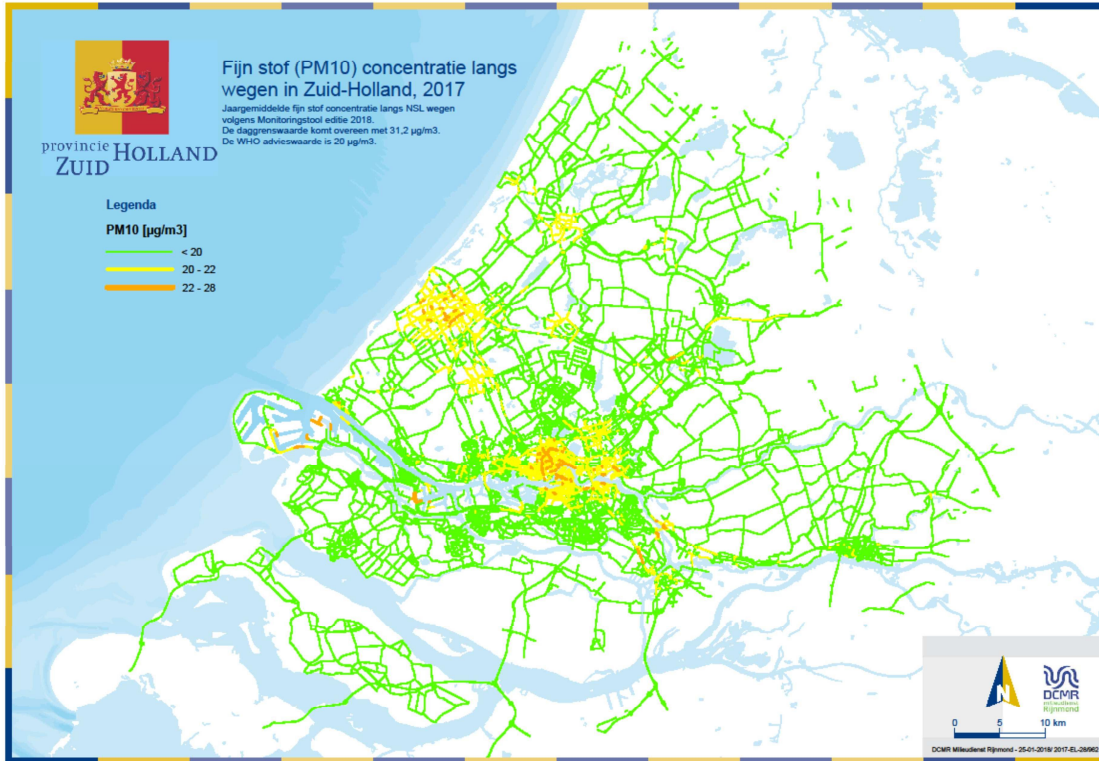 provincie
ZUID HOLLAND
Fijn stof (PM10) concentratie langs
wegen in Zuid-Holland, 2017
Jaargemiddelde fijn stof concentratie langs NSL wegen
volgens Monitoringstool editie 2018.
De daggrenswaarde komt overeen met 31,2 µg/m3.
De WHO advieswaarde is 20 µg/m3.
Legenda
PM10 [µg/m3]
< 20
20 - 22
22 - 28
N
DCMR
milieudienst
Rijnmond
0 5 10 km
DCMR Milieudienst Rijnmond - 25-01-2018/ 2017-EL-28/962